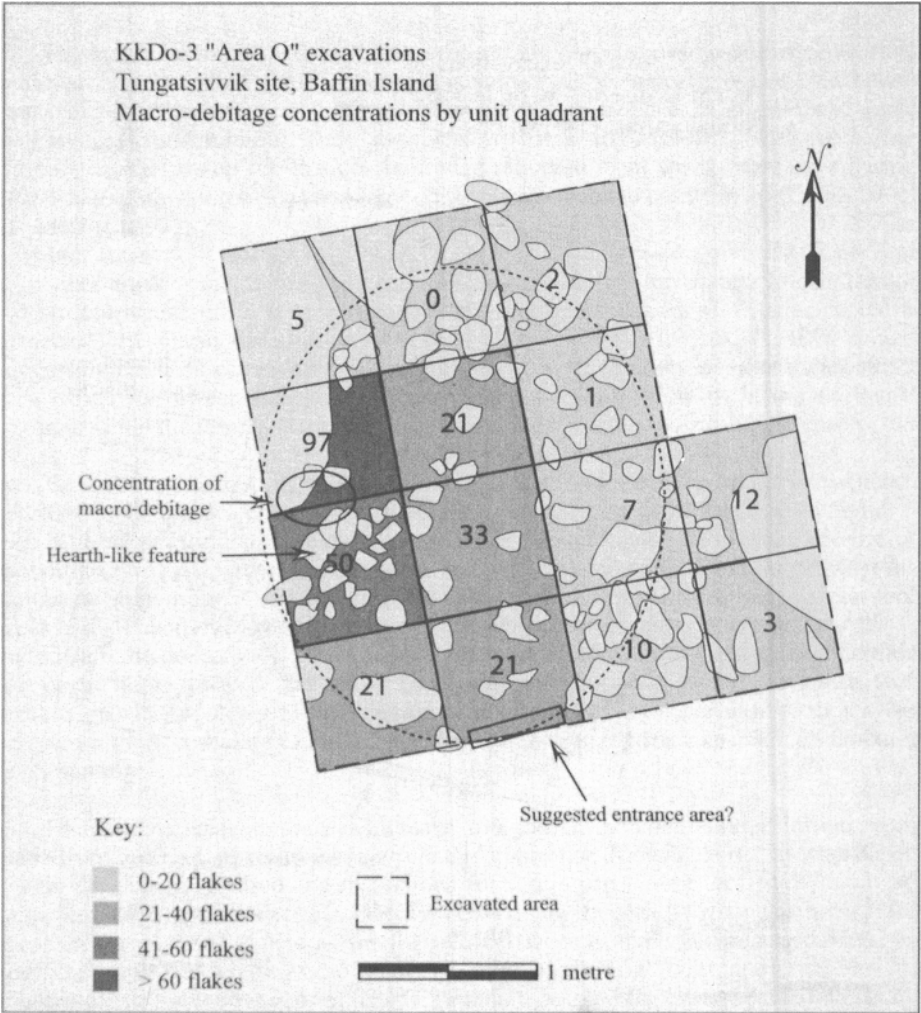 KkDo-3 "Area Q" excavations
Tungatsivvik site, Baffin Island
Macro-debitage concentrations by unit quadrant
N
5
0
2
97
21
1
Concentration of
macro-debitage
Hearth-like feature
50
33
7
12
21
21
10
3
Suggested entrance area?
Key:
0-20 flakes
21-40 flakes
41-60 flakes
> 60 flakes
Excavated area
1 metre